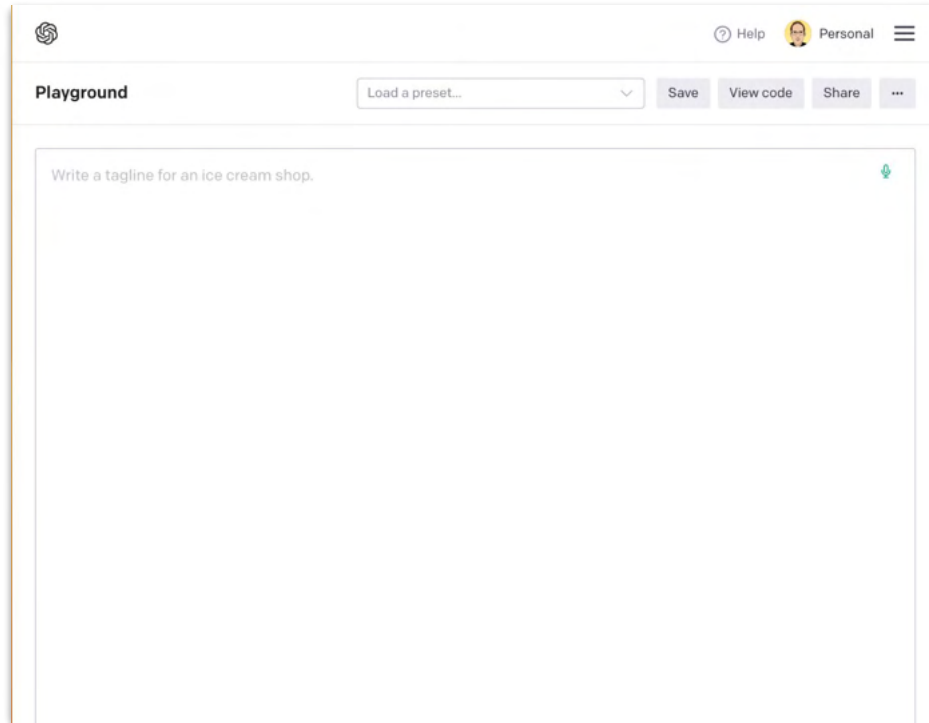 Help Personal
Playground Load a preset... Save View code Share ...
Write a tagline for an ice cream shop.